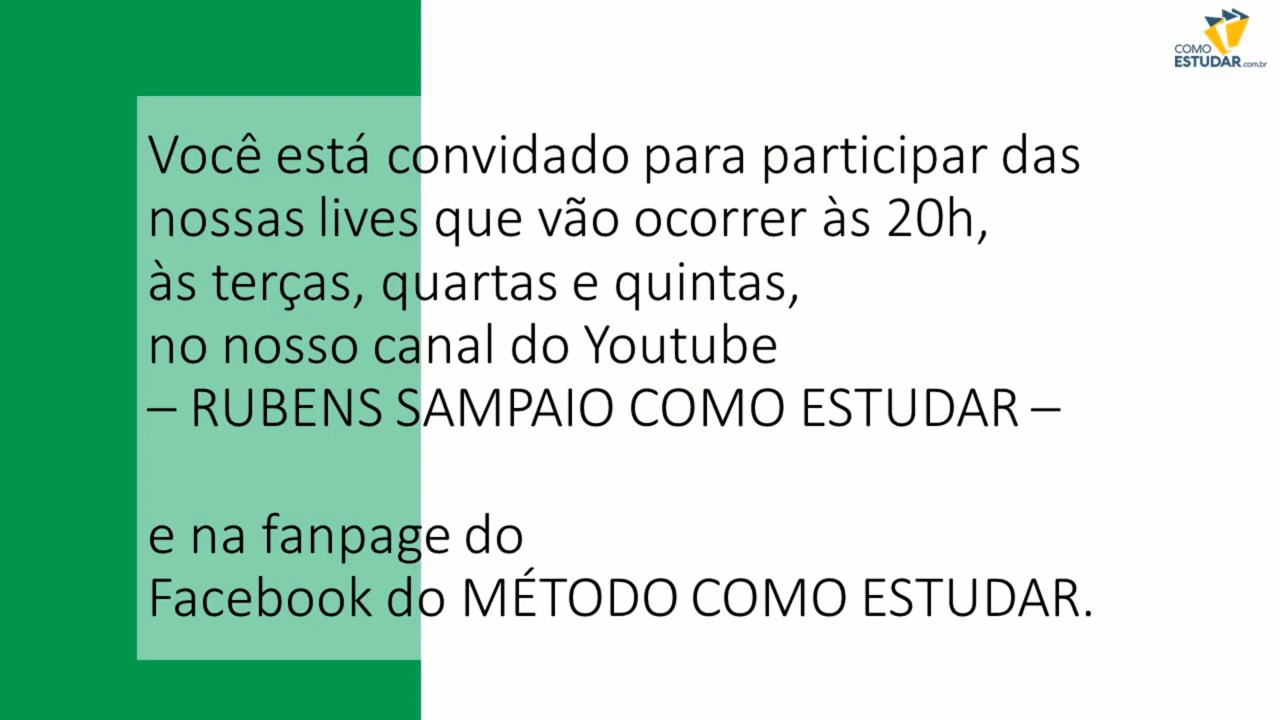 COMO
ESTUDAR.com.br
Você está convidado para participar das
nossas lives que vão ocorrer às 20h,
às terças, quartas e quintas,
no nosso canal do Youtube
– RUBENS SAMPAIO COMO ESTUDAR –
e na fanpage do
Facebook do MÉTODO COMO ESTUDAR.